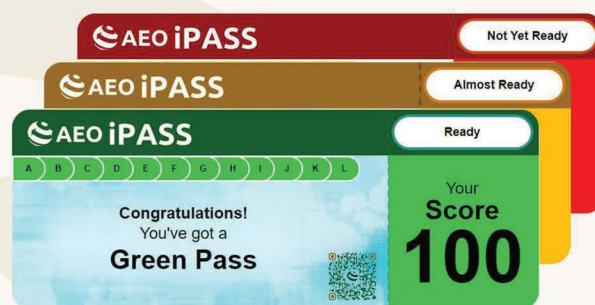 AEO iPASS
Not Yet Ready
AEO iPASS
Almost Ready
AEO iPASS
Ready
A B C D E F G H I J K L
Congratulations!
You've got a
Green Pass
Your
Score
100